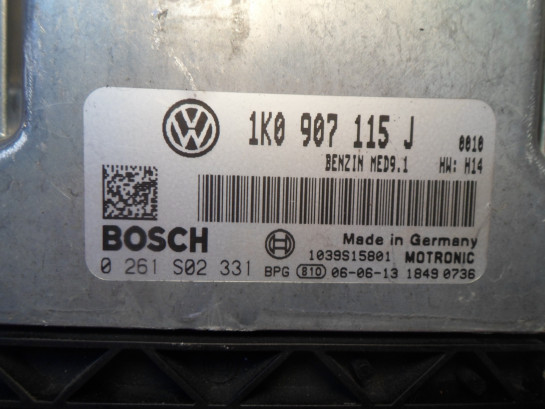 1K0 907 115 J 0010
BENZIN MED9.1 HW: H14
BOSCH
Made in Germany
1039S15801 MOTRONIC
0 261 S02 331 BPG 810 06-06-13 1849 0736